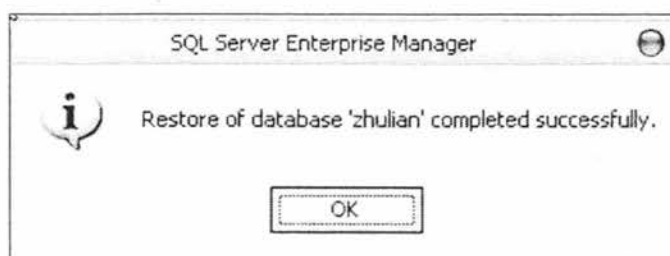 SQL Server Enterprise Manager
Restore of database 'zhulian' completed successfully.
OK